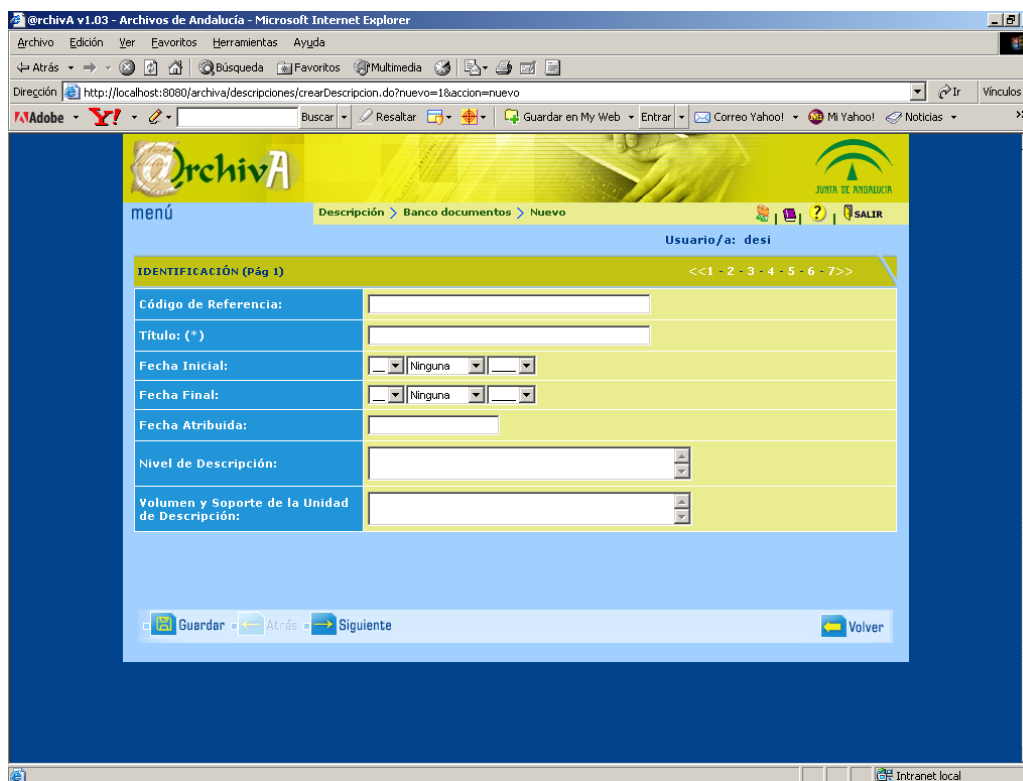 @rchivA v1.03 - Archivos de Andalucía - Microsoft Internet Explorer
Archivo Edición Ver Favoritos Herramientas Ayuda
Atrás Búsqueda Favoritos Multimedia
Dirección http://localhost:8080/archiva/descripciones/crearDescripcion.do?nuevo=1&accion=nuevo Ir Vínculos
Adobe Y! Buscar Resaltar Guardar en My Web Entrar Correo Yahoo! Mi Yahoo! Noticias
@rchivA
JUNTA DE ANDALUCIA
menú Descripción > Banco documentos > Nuevo ? SALIR
Usuario/a: desi
IDENTIFICACIÓN (Pág 1) <<1 - 2 - 3 - 4 - 5 - 6 - 7>>
Código de Referencia:
Título: (*)
Fecha Inicial: __ Ninguna ____
Fecha Final: __ Ninguna ____
Fecha Atribuida:
Nivel de Descripción:
Volumen y Soporte de la Unidad
de Descripción:
Guardar Atrás Siguiente Volver
Intranet local